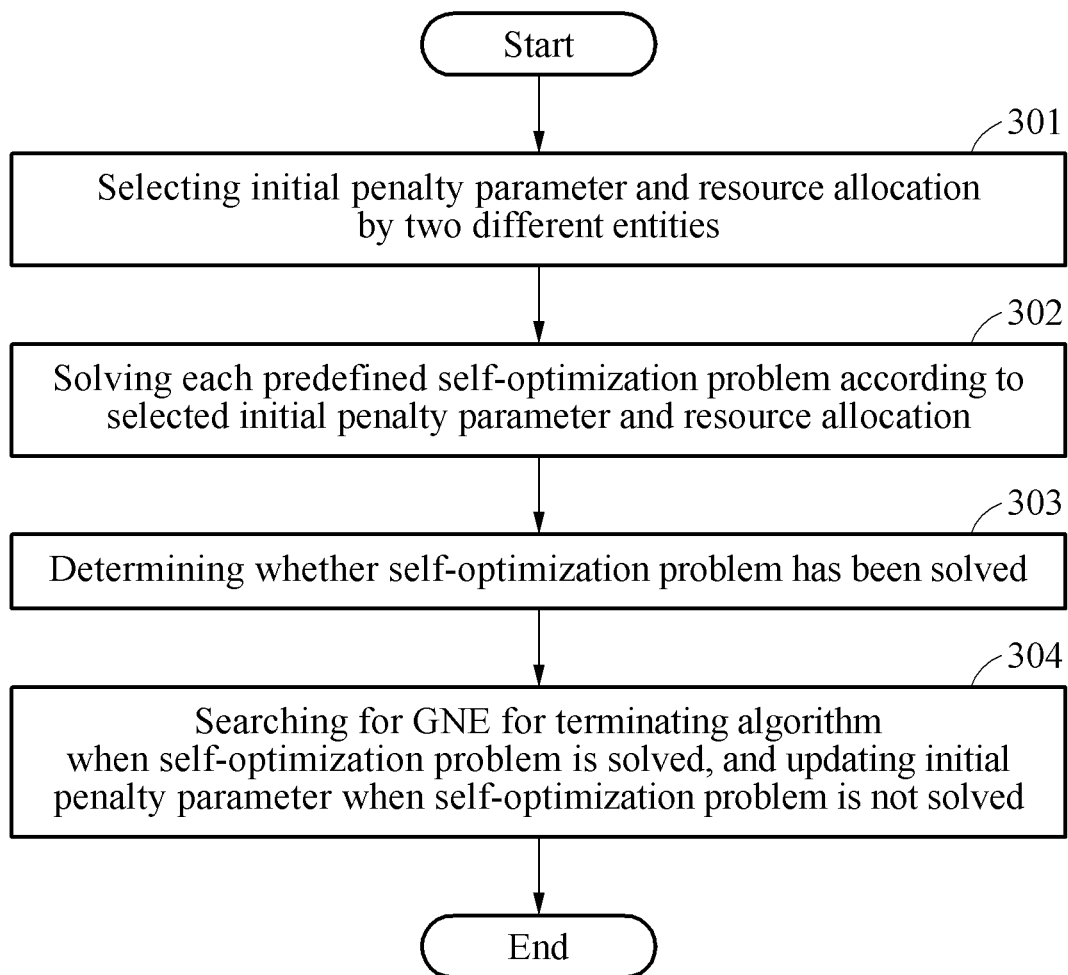 Start
301
Selecting initial penalty parameter and resource allocation
by two different entities
302
Solving each predefined self-optimization problem according to
selected initial penalty parameter and resource allocation
303
Determining whether self-optimization problem has been solved
304
Searching for GNE for terminating algorithm
when self-optimization problem is solved, and updating initial
penalty parameter when self-optimization problem is not solved
End